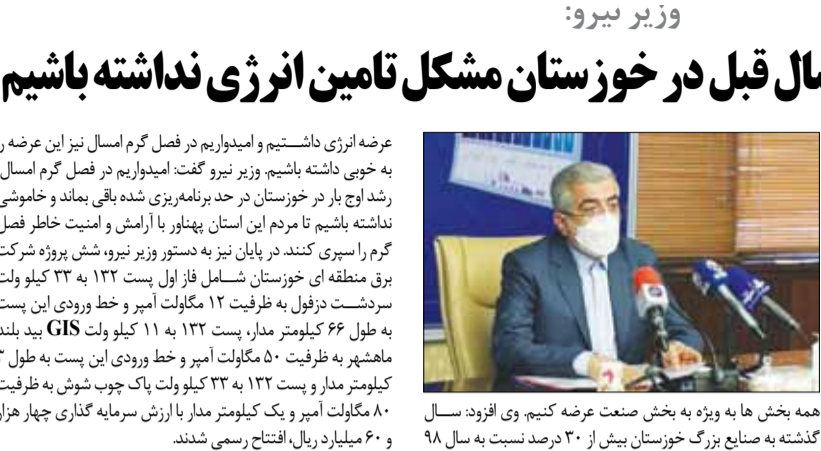 وزیر نیرو:
سال قبل در خوزستان مشکل تامین انرژی نداشته باشیم
همه بخش ها به ویژه به بخش صنعت عرضه کنیم. وی افزود: ســال
گذشته به صنایع بزرگ خوزستان بیش از ۳۰ درصد نسبت به سال ۹۸
عرضه انرژی داشــتیم و امیدواریم در فصل گرم امسال نیز این عرضه ر
به خوبی داشته باشیم. وزیر نیرو گفت: امیدواریم در فصل گرم امسال
رشد اوج بار در خوزستان در حد برنامه‌ریزی شده باقی بماند و خاموشی
نداشته باشیم تا مردم این استان پهناور با آرامش و امنیت خاطر فصل
گرم را سپری کنند. در پایان نیز به دستور وزیر نیرو، شش پروژه شرکت
برق منطقه ای خوزستان شــامل فاز اول پست ۱۳۲ به ۳۳ کیلو ولت
سردشــت دزفول به ظرفیت ۱۲ مگاولت آمپر و خط ورودی این پست
به طول ۶۶ کیلومتر مدار، پست ۱۳۲ به ۱۱ کیلو ولت GIS بید بلند
ماهشهر به ظرفیت ۵۰ مگاولت آمپر و خط ورودی این پست به طول ۳
کیلومتر مدار و پست ۱۳۲ به ۳۳ کیلو ولت پاک چوب شوش به ظرفیت
۸۰ مگاولت آمپر و یک کیلومتر مدار با ارزش سرمایه گذاری چهار هزار
و ۶۰ میلیارد ریال، افتتاح رسمی شدند.